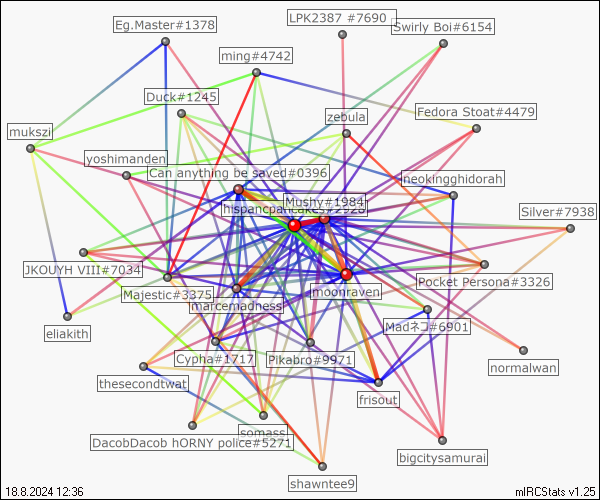 LPK2387 #7690
Eg.Master#1378
Swirly Boi#6154
ming#4742
Duck#1245
Fedora Stoat#4479
zebula
mukszi
yoshimanden
Can anything be saved#0396
neokingghidorah
Mushy#1984
hispancpancakes#2928
Silver#7938
JKOUYH VIII#7034
Majestic#3375
moonraven
Pocket Persona#3326
marcemadness
Madネコ#6901
eliakith
Cypha#1717
Pikabro#9971
normalwan
thesecondtwat
frisout
somass
DacobDacob hORNY police#5271
bigcitysamurai
shawntee9
18.8.2024 12:36
mIRCStats v1.25